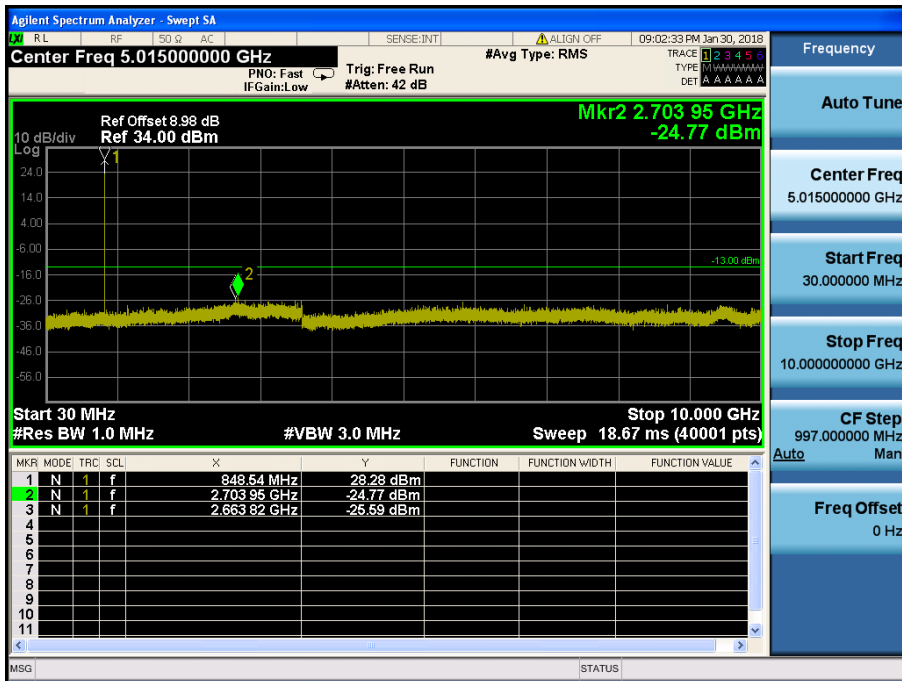 Agilent Spectrum Analyzer - Swept SA
LXI RL RF 50 Ω AC SENSE:INT ALIGN OFF 09:02:33 PM Jan 30, 2018
Center Freq 5.015000000 GHz
PNO: Fast
IFGain:Low
Trig: Free Run
#Atten: 42 dB
#Avg Type: RMS
TRACE 1 2 3 4 5 6
TYPE M WWWWW
DET A A A A A A
Mkr2 2.703 95 GHz
-24.77 dBm
Ref Offset 8.98 dB
10 dB/div Ref 34.00 dBm
Log
1
24.0
14.0
4.00
-6.00
-13.00 dBm
-16.0
2
-26.0
-36.0
-46.0
-56.0
Start 30 MHz Stop 10.000 GHz
#Res BW 1.0 MHz #VBW 3.0 MHz Sweep 18.67 ms (40001 pts)
MKR MODE TRC SCL X Y FUNCTION FUNCTION WIDTH FUNCTION VALUE
1 N 1 f 848.54 MHz 28.28 dBm
2 N 1 f 2.703 95 GHz -24.77 dBm
3 N 1 f 2.663 82 GHz -25.59 dBm
4
5
6
7
8
9
10
11
MSG STATUS
Frequency
Auto Tune
Center Freq
5.015000000 GHz
Start Freq
30.000000 MHz
Stop Freq
10.000000000 GHz
CF Step
997.000000 MHz
Auto Man
Freq Offset
0 Hz